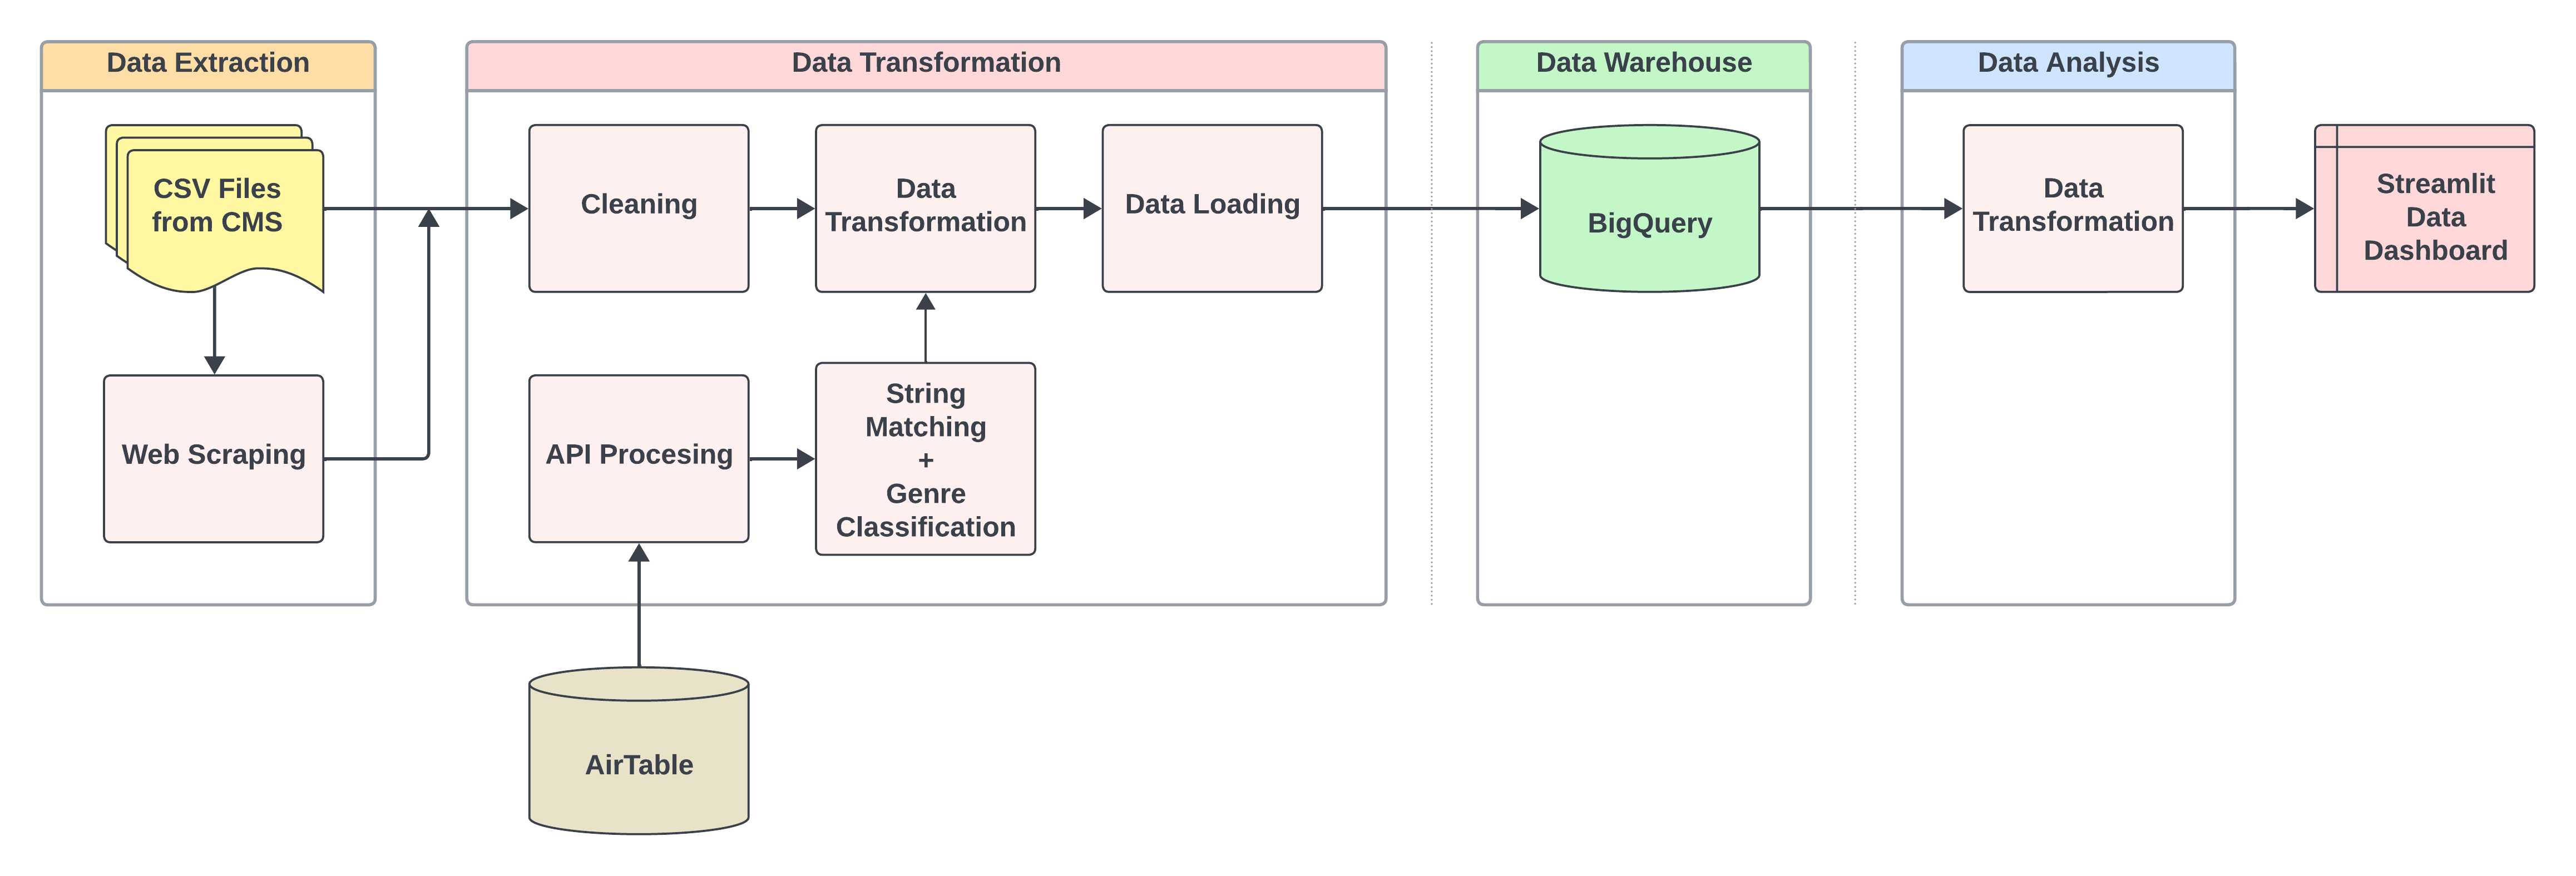 Data Extraction
Data Transformation
Data Warehouse
Data Analysis
CSV Files
from CMS
Cleaning
Data
Transformation
Data Loading
BigQuery
Data
Transformation
Streamlit
Data
Dashboard
Web Scraping
API Procesing
String
Matching
+
Genre
Classification
AirTable